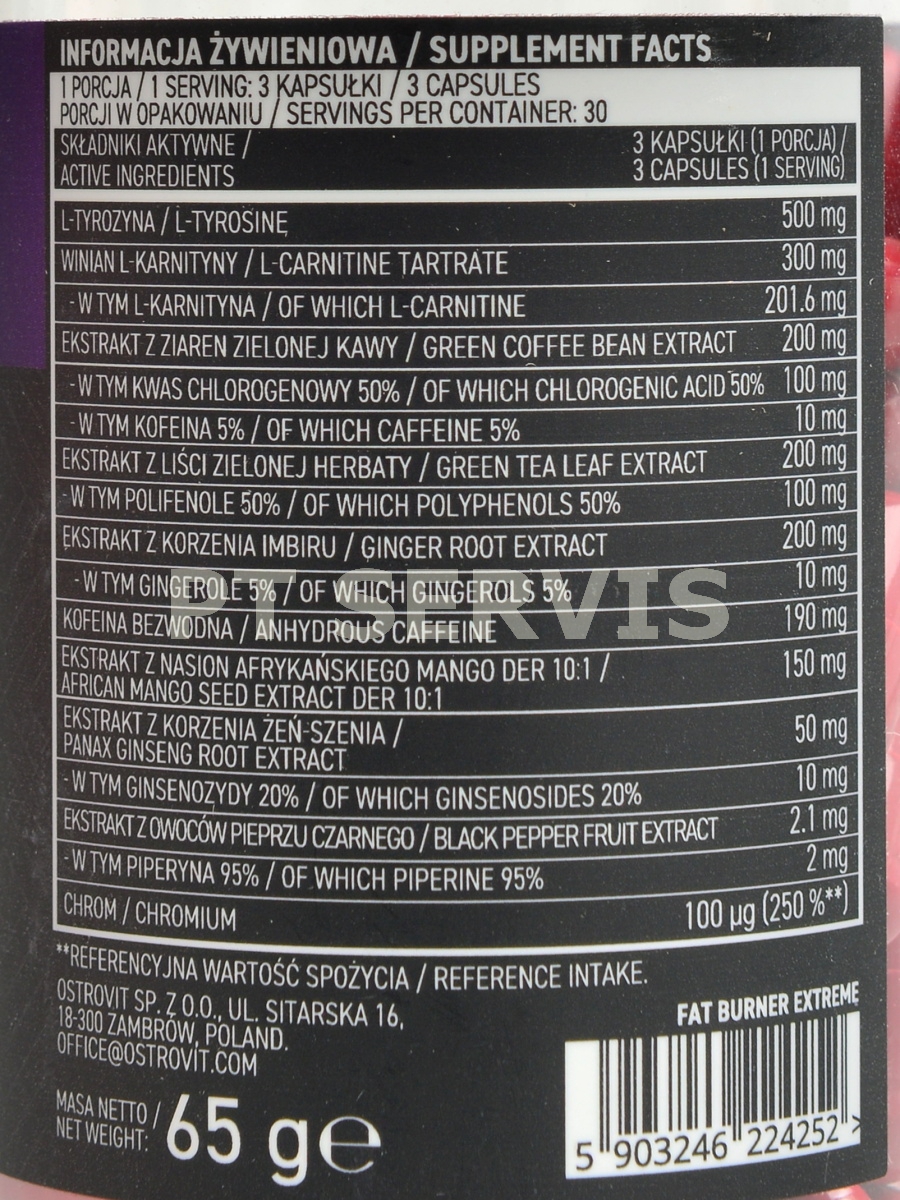 INFORMACJA ŻYWIENIOWA / SUPPLEMENT FACTS
1 PORCJA / 1 SERVING: 3 KAPSUŁKI / 3 CAPSULES
PORCJI W OPAKOWANIU / SERVINGS PER CONTAINER: 30
SKŁADNIKI AKTYWNE / 3 KAPSUŁKI (1 PORCJA) /
ACTIVE INGREDIENTS 3 CAPSULES (1 SERVING)
L-TYROZYNA / L-TYROSINE 500 mg
WINIAN L-KARNITYNY / L-CARNITINE TARTRATE 300 mg
-W TYM L-KARNITYNA / OF WHICH L-CARNITINE 201.6 mg
EKSTRAKT Z ZIAREN ZIELONEJ KAWY / GREEN COFFEE BEAN EXTRACT 200 mg
-W TYM KWAS CHLOROGENOWY 50% / OF WHICH CHLOROGENIC ACID 50% 100 mg
-W TYM KOFEINA 5% / OF WHICH CAFFEINE 5% 10 mg
EKSTRAKT Z LIŚCI ZIELONEJ HERBATY / GREEN TEA LEAF EXTRACT 200 mg
-W TYM POLIFENOLE 50% / OF WHICH POLYPHENOLS 50% 100 mg
EKSTRAKT Z KORZENIA IMBIRU / GINGER ROOT EXTRACT 200 mg
-W TYM GINGEROLE 5% / OF WHICH GINGEROLS 5% 10 mg
PT SERVIS
KOFEINA BEZWODNA / ANHYDROUS CAFFEINE 190 mg
EKSTRAKT Z NASION AFRYKAŃSKIEGO MANGO DER 10:1 / 150 mg
AFRICAN MANGO SEED EXTRACT DER 10:1
EKSTRAKT Z KORZENIA ŻEŃ-SZENIA / 50 mg
PANAX GINSENG ROOT EXTRACT
-W TYM GINSENOZYDY 20% / OF WHICH GINSENOSIDES 20% 10 mg
EKSTRAKT Z OWOCÓW PIEPRZU CZARNEGO / BLACK PEPPER FRUIT EXTRACT 2.1 mg
-W TYM PIPERYNA 95% / OF WHICH PIPERINE 95% 2 mg
CHROM / CHROMIUM 100 µg (250 %**)
**REFERENCYJNA WARTOŚĆ SPOŻYCIA / REFERENCE INTAKE.
OSTROVIT SP. Z O.O., UL. SITARSKA 16,
18-300 ZAMBRÓW, POLAND.
OFFICE@OSTROVIT.COM
FAT BURNER EXTREME
MASA NETTO /
NET WEIGHT: 65 g e
5 903246 224252 >